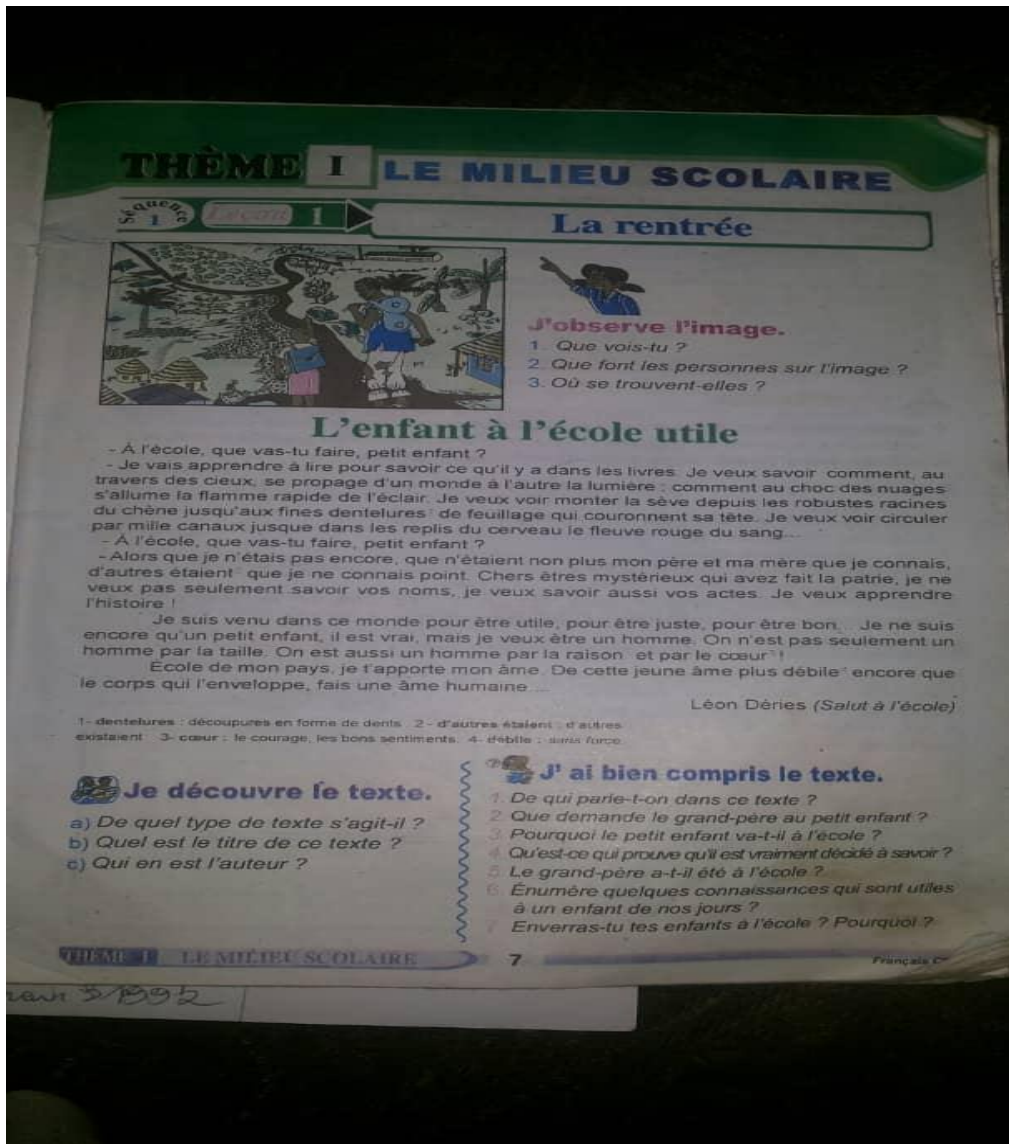 THÈME I LE MILIEU SCOLAIRE
Séquence 1 Leçon 1 La rentrée
J'observe l'image.
1. Que vois-tu ?
2. Que font les personnes sur l'image ?
3. Où se trouvent-elles ?
L'enfant à l'école utile
- À l'école, que vas-tu faire, petit enfant ?
- Je vais apprendre à lire pour savoir ce qu'il y a dans les livres. Je veux savoir comment, au
travers des cieux, se propage d'un monde à l'autre la lumière ; comment au choc des nuages
s'allume la flamme rapide de l'éclair. Je veux voir monter la sève depuis les robustes racines
du chêne jusqu'aux fines dentelures¹ de feuillage qui couronnent sa tête. Je veux voir circuler
par mille canaux jusque dans les replis du cerveau le fleuve rouge du sang...
- À l'école, que vas-tu faire, petit enfant ?
- Alors que je n'étais pas encore, que n'étaient non plus mon père et ma mère que je connais,
d'autres étaient² que je ne connais point. Chers êtres mystérieux qui avez fait la patrie, je ne
veux pas seulement savoir vos noms, je veux savoir aussi vos actes. Je veux apprendre
l'histoire !
Je suis venu dans ce monde pour être utile, pour être juste, pour être bon... Je ne suis
encore qu'un petit enfant, il est vrai, mais je veux être un homme. On n'est pas seulement un
homme par la taille. On est aussi un homme par la raison et par le cœur³ !
École de mon pays, je t'apporte mon âme. De cette jeune âme plus débile⁴ encore que
le corps qui l'enveloppe, fais une âme humaine...
Léon Déries (Salut à l'école)
1- dentelures : découpures en forme de dents 2 - d'autres étaient : d'autres
existaient 3- cœur : le courage, les bons sentiments. 4- débile : sans force
Je découvre le texte.
a) De quel type de texte s'agit-il ?
b) Quel est le titre de ce texte ?
c) Qui en est l'auteur ?
J' ai bien compris le texte.
1. De qui parle-t-on dans ce texte ?
2. Que demande le grand-père au petit enfant ?
3. Pourquoi le petit enfant va-t-il à l'école ?
4. Qu'est-ce qui prouve qu'il est vraiment décidé à savoir ?
5. Le grand-père a-t-il été à l'école ?
6. Énumère quelques connaissances qui sont utiles
à un enfant de nos jours ?
7. Enverras-tu tes enfants à l'école ? Pourquoi ?
THÈME I LE MILIEU SCOLAIRE 7 Français